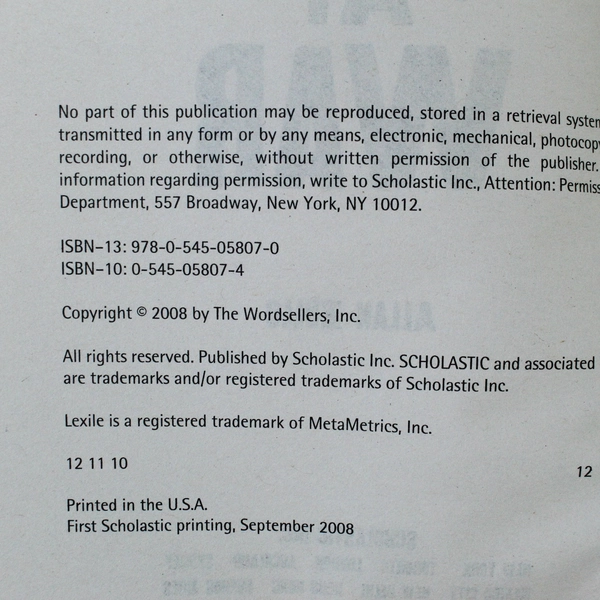 No part of this publication may be reproduced, stored in a retrieval system
transmitted in any form or by any means, electronic, mechanical, photocopy
recording, or otherwise, without written permission of the publisher.
information regarding permission, write to Scholastic Inc., Attention: Permiss
Department, 557 Broadway, New York, NY 10012.
ISBN-13: 978-0-545-05807-0
ISBN-10: 0-545-05807-4
Copyright © 2008 by The Wordsellers, Inc.
All rights reserved. Published by Scholastic Inc. SCHOLASTIC and associated
are trademarks and/or registered trademarks of Scholastic Inc.
Lexile is a registered trademark of MetaMetrics, Inc.
12 11 10 12
Printed in the U.S.A.
First Scholastic printing, September 2008